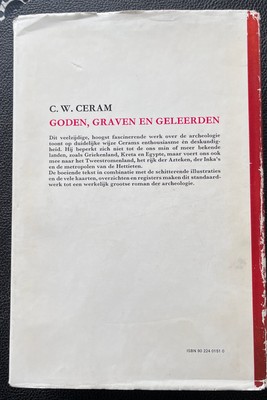 C. W. CERAM
GODEN, GRAVEN EN GELEERDEN
Dit veelzijdige, hoogst fascinerende werk over de archeologie
toont op duidelijke wijze Cerams enthousiasme èn deskundig-
heid. Hij beperkt zich niet tot de ons min of meer bekende
landen, zoals Griekenland, Kreta en Egypte, maar voert ons ook
mee naar het Tweestromenland, het rijk der Azteken, der Inka's
en de metropolen van de Hettieten.
De boeiende tekst in combinatie met de schitterende illustraties
en de vele kaarten, overzichten en registers maken dit standaard-
werk tot een werkelijk grootse roman der archeologie.
ISBN 90 224 0191 0